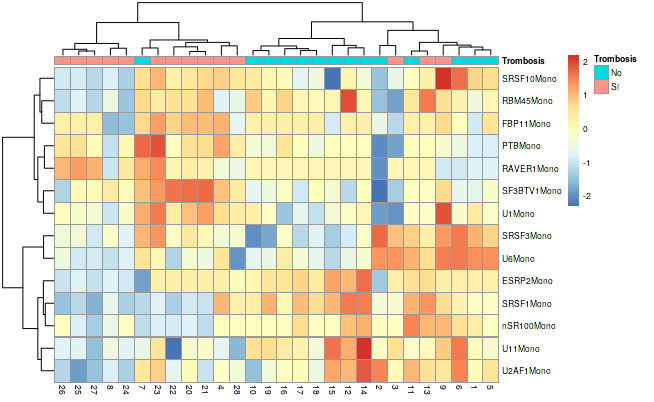 Trombosis
Trombosis
No
SI
2
1
0
-1
-2
SRSF10Mono
RBM45Mono
FBP11Mono
PTBMono
RAVER1Mono
SF3BTV1Mono
U1Mono
SRSF3Mono
U6Mono
ESRP2Mono
SRSF1Mono
nSR100Mono
U11Mono
U2AF1Mono
26 25 27 8 24 7 23 22 20 21 4 28 10 19 16 17 18 15 12 14 2 3 11 13 9 6 1 5